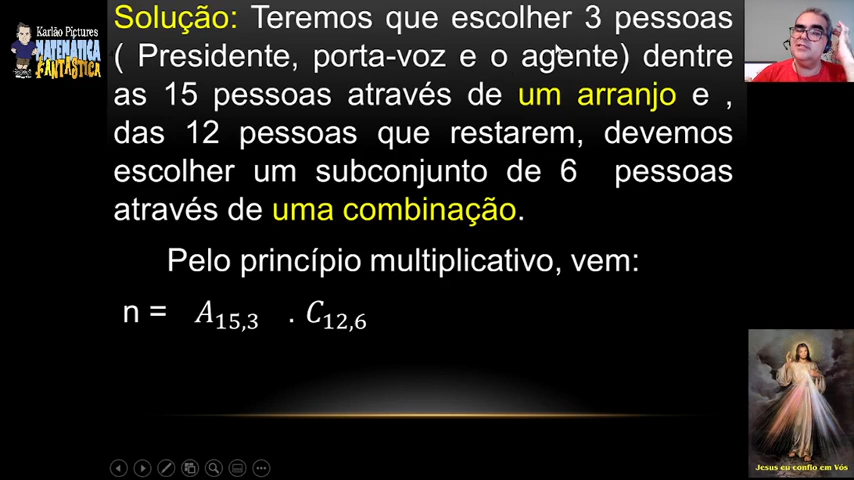 Karlão Pictures
MATEMÁTICA
FANTÁSTICA
Solução: Teremos que escolher 3 pessoas
( Presidente, porta-voz e o agente) dentre
as 15 pessoas através de um arranjo e ,
das 12 pessoas que restarem, devemos
escolher um subconjunto de 6 pessoas
através de uma combinação.
Pelo princípio multiplicativo, vem:
n = A₁₅,₃ . C₁₂,₆
Jesus eu confio em Vós